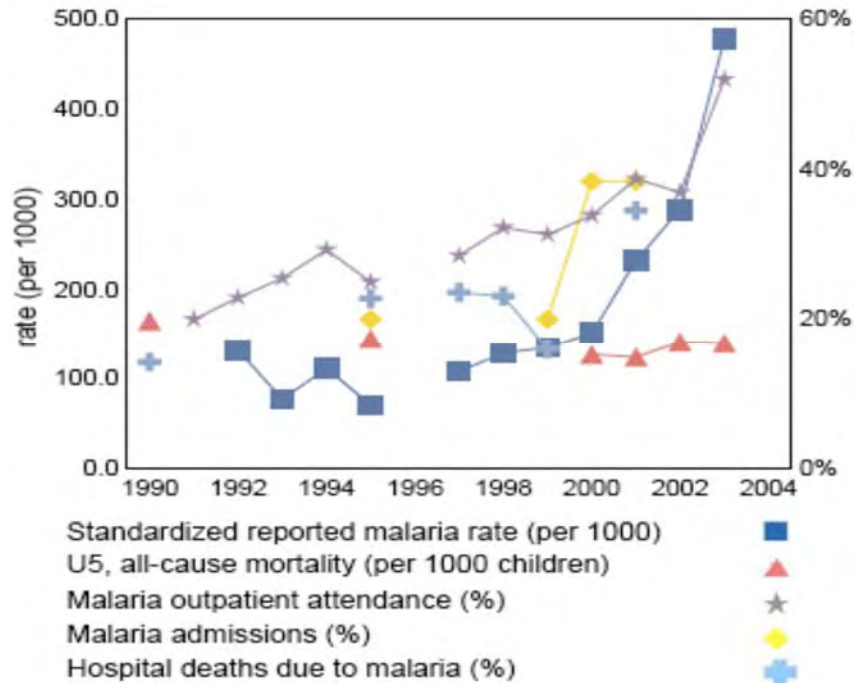 500.0
60%
400.0
40%
300.0
200.0
20%
100.0
0.0
0%
rate (per 1000)
1990 1992 1994 1996 1998 2000 2002 2004
Standardized reported malaria rate (per 1000)
U5, all-cause mortality (per 1000 children)
Malaria outpatient attendance (%)
Malaria admissions (%)
Hospital deaths due to malaria (%)